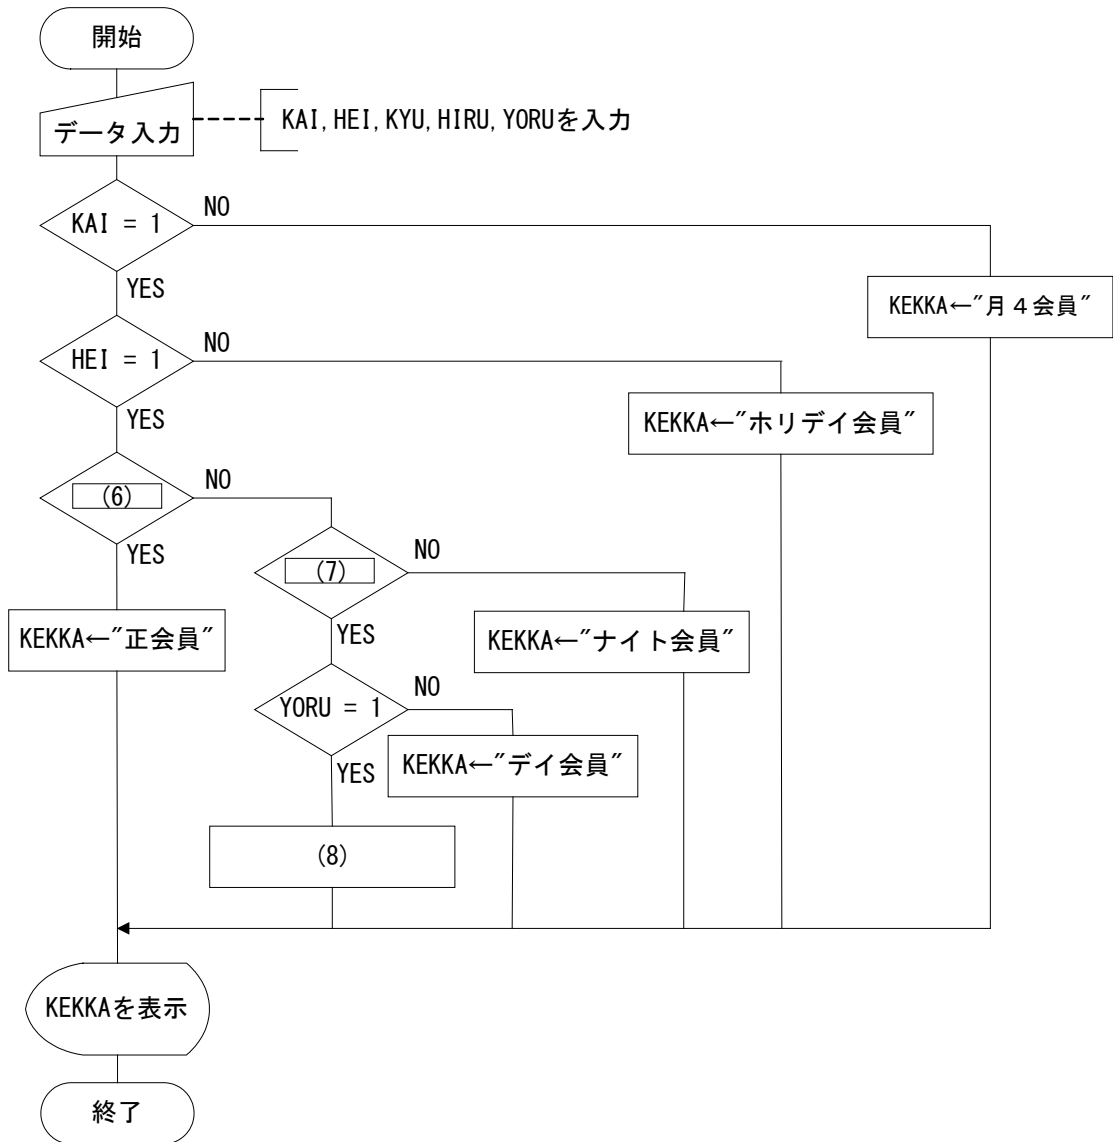 開始
データ入力
KAI, HEI, KYU, HIRU, YORUを入力
KAI = 1
NO
YES
KEKKA←"月４会員"
HEI = 1
NO
YES
KEKKA←"ホリデイ会員"
(6)
NO
YES
(7)
NO
YES
KEKKA←"正会員"
KEKKA←"ナイト会員"
YORU = 1
NO
YES
KEKKA←"デイ会員"
(8)
KEKKAを表示
終了